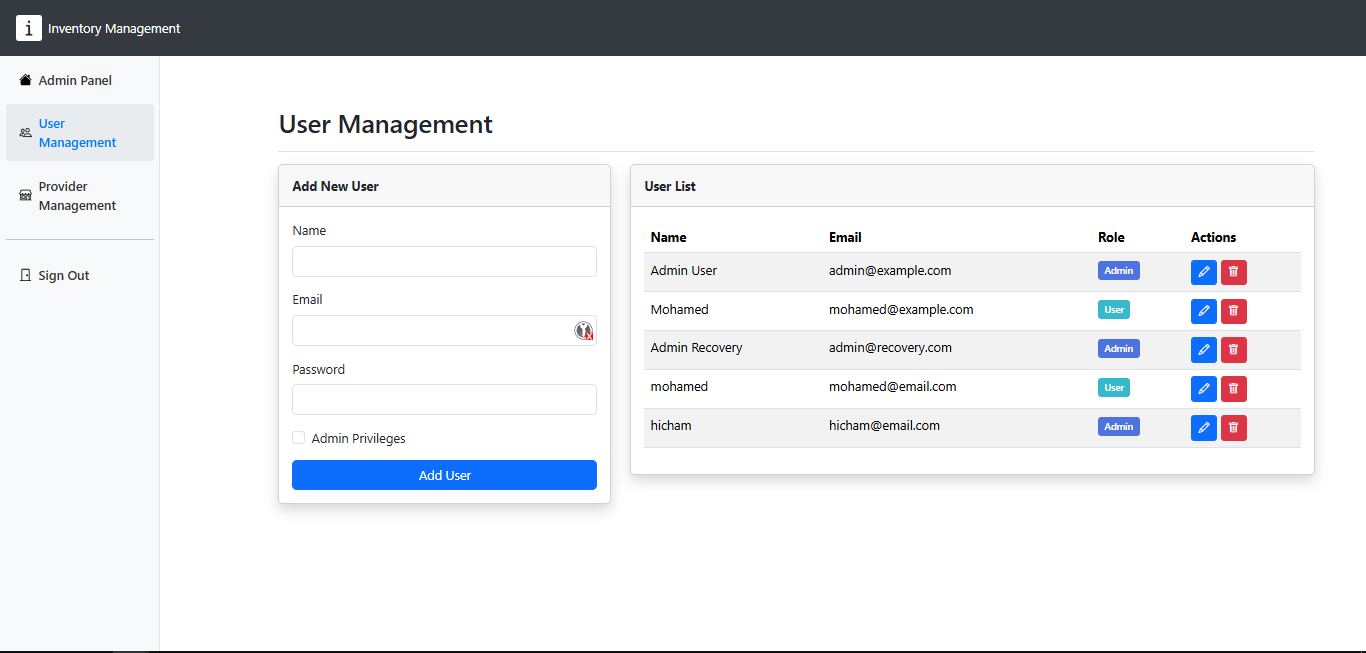 i Inventory Management
Admin Panel
User
Management
Provider
Management
Sign Out
User Management
Add New User
Name
Email
Password
Admin Privileges
Add User
User List
Name Email Role Actions
Admin User admin@example.com Admin
Mohamed mohamed@example.com User
Admin Recovery admin@recovery.com Admin
mohamed mohamed@email.com User
hicham hicham@email.com Admin